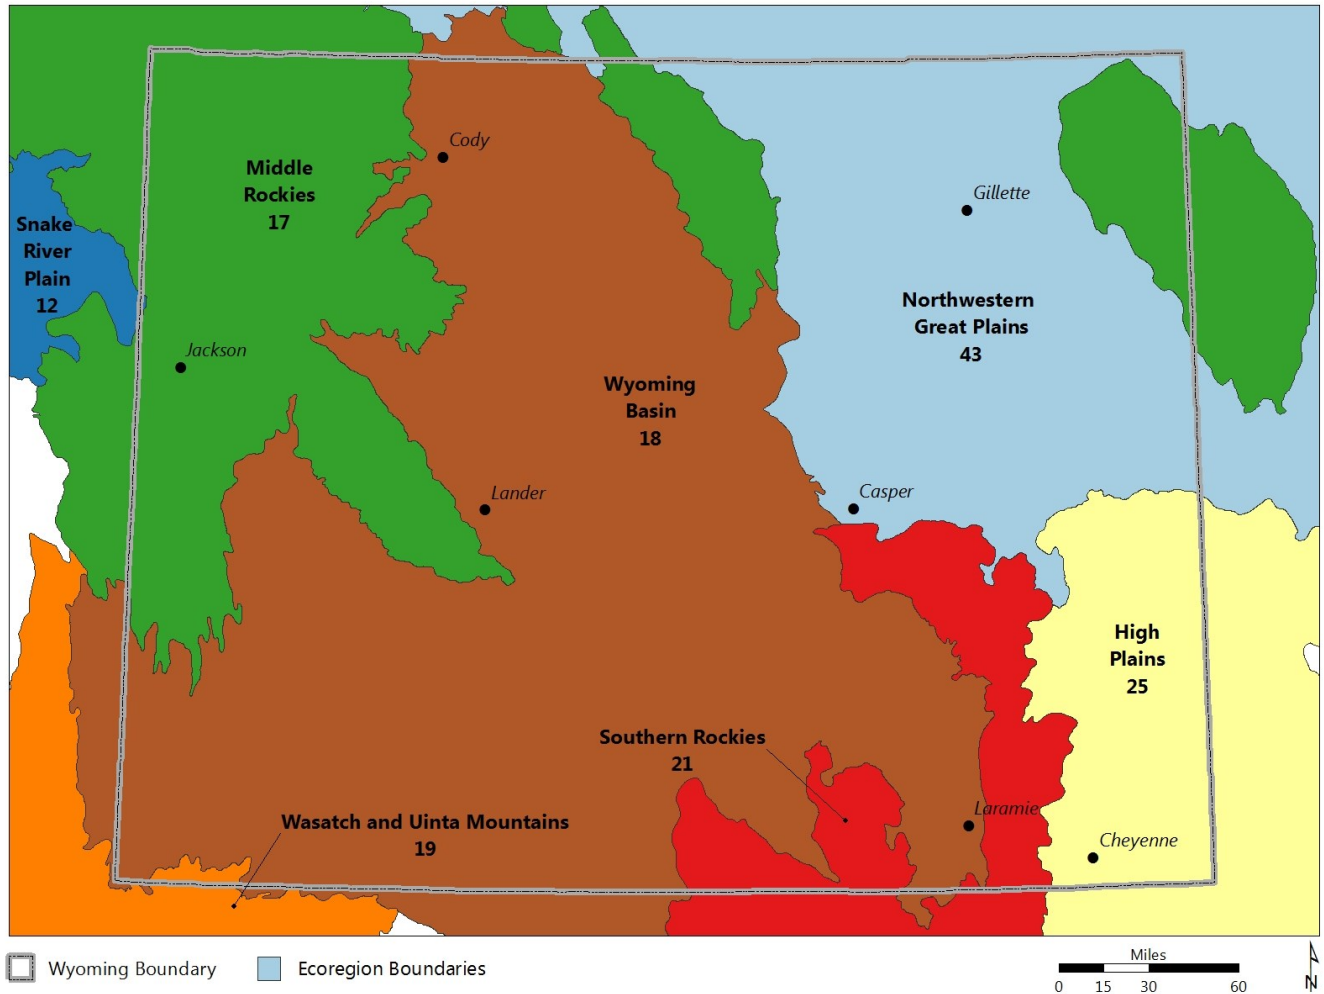 Cody
Middle
Rockies
17
Gillette
Snake
River
Plain
12
Northwestern
Great Plains
43
Jackson
Wyoming
Basin
18
Lander
Casper
High
Plains
25
Southern Rockies
21
Laramie
Wasatch and Uinta Mountains
19
Cheyenne
Wyoming Boundary
Ecoregion Boundaries
Miles
0 15 30 60
N